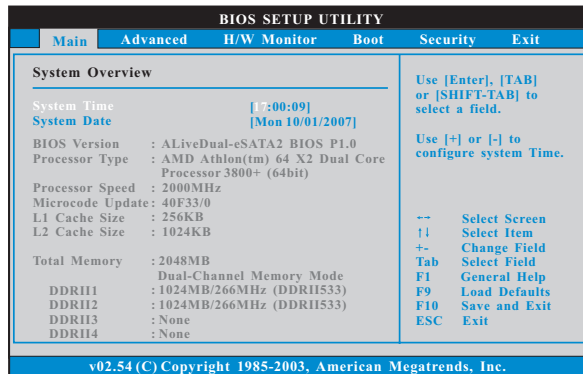 BIOS SETUP UTILITY
Main Advanced H/W Monitor Boot Security Exit
System Overview
System Time [17:00:09]
System Date [Mon 10/01/2007]
BIOS Version : ALiveDual-eSATA2 BIOS P1.0
Processor Type : AMD Athlon(tm) 64 X2 Dual Core
Processor 3800+ (64bit)
Processor Speed : 2000MHz
Microcode Update : 40F33/0
L1 Cache Size : 256KB
L2 Cache Size : 1024KB
Total Memory : 2048MB
Dual-Channel Memory Mode
DDRII1 : 1024MB/266MHz (DDRII533)
DDRII2 : 1024MB/266MHz (DDRII533)
DDRII3 : None
DDRII4 : None
Use [Enter], [TAB]
or [SHIFT-TAB] to
select a field.
Use [+] or [-] to
configure system Time.
←→ Select Screen
↑↓ Select Item
+- Change Field
Tab Select Field
F1 General Help
F9 Load Defaults
F10 Save and Exit
ESC Exit
v02.54 (C) Copyright 1985-2003, American Megatrends, Inc.